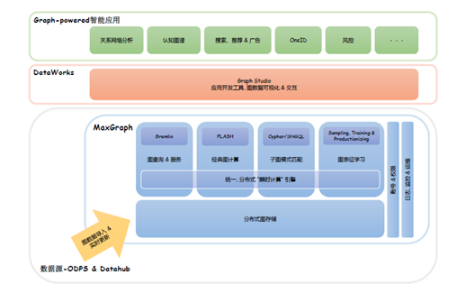 Graph-powered智能应用
关系网络分析
认知图谱
搜索、推荐 & 广告
OneID
风控
. . .
DataWorks
Graph Studio
应用开发工具, 图数据可视化 & 交互
MaxGraph
Gremlin
FLASH
Cypher/GNNQL
Sampling, Training &
Productionizing
图查询 & 服务
经典图计算
子图模式匹配
图表征学习
统一, 分布式 "瞬时计算" 引擎
分布式图存储
账号 & 权限
日志, 监控 & 运维
图数据导入 &
实时更新
数据源-ODPS & Datahub